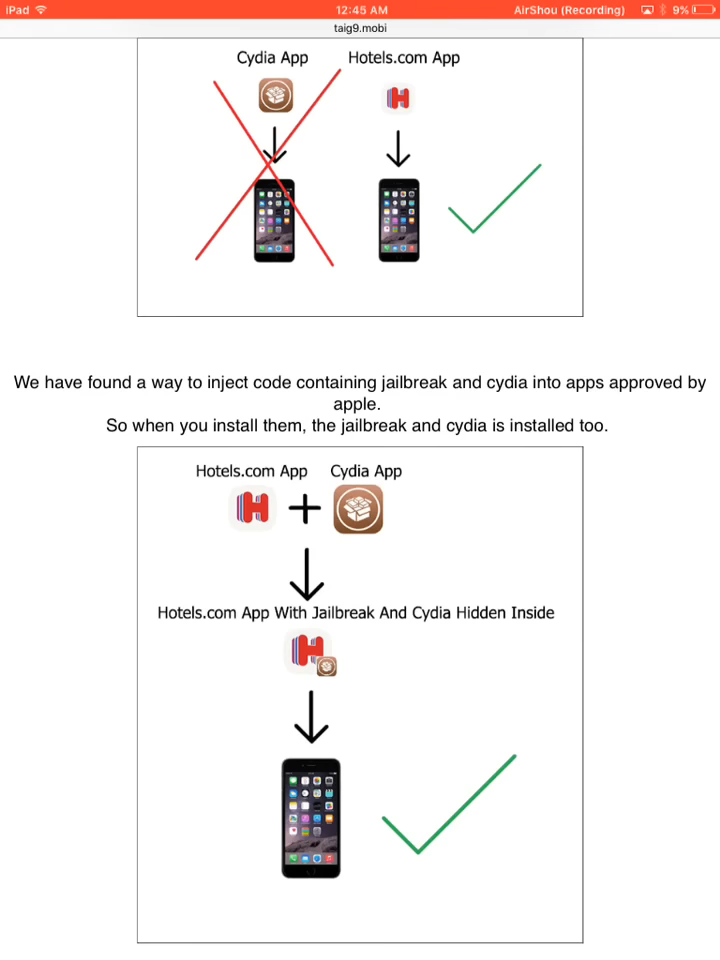 iPad 12:45 AM AirShou (Recording) 9%
taig9.mobi
Cydia App Hotels.com App
We have found a way to inject code containing jailbreak and cydia into apps approved by
apple.
So when you install them, the jailbreak and cydia is installed too.
Hotels.com App Cydia App
Hotels.com App With Jailbreak And Cydia Hidden Inside